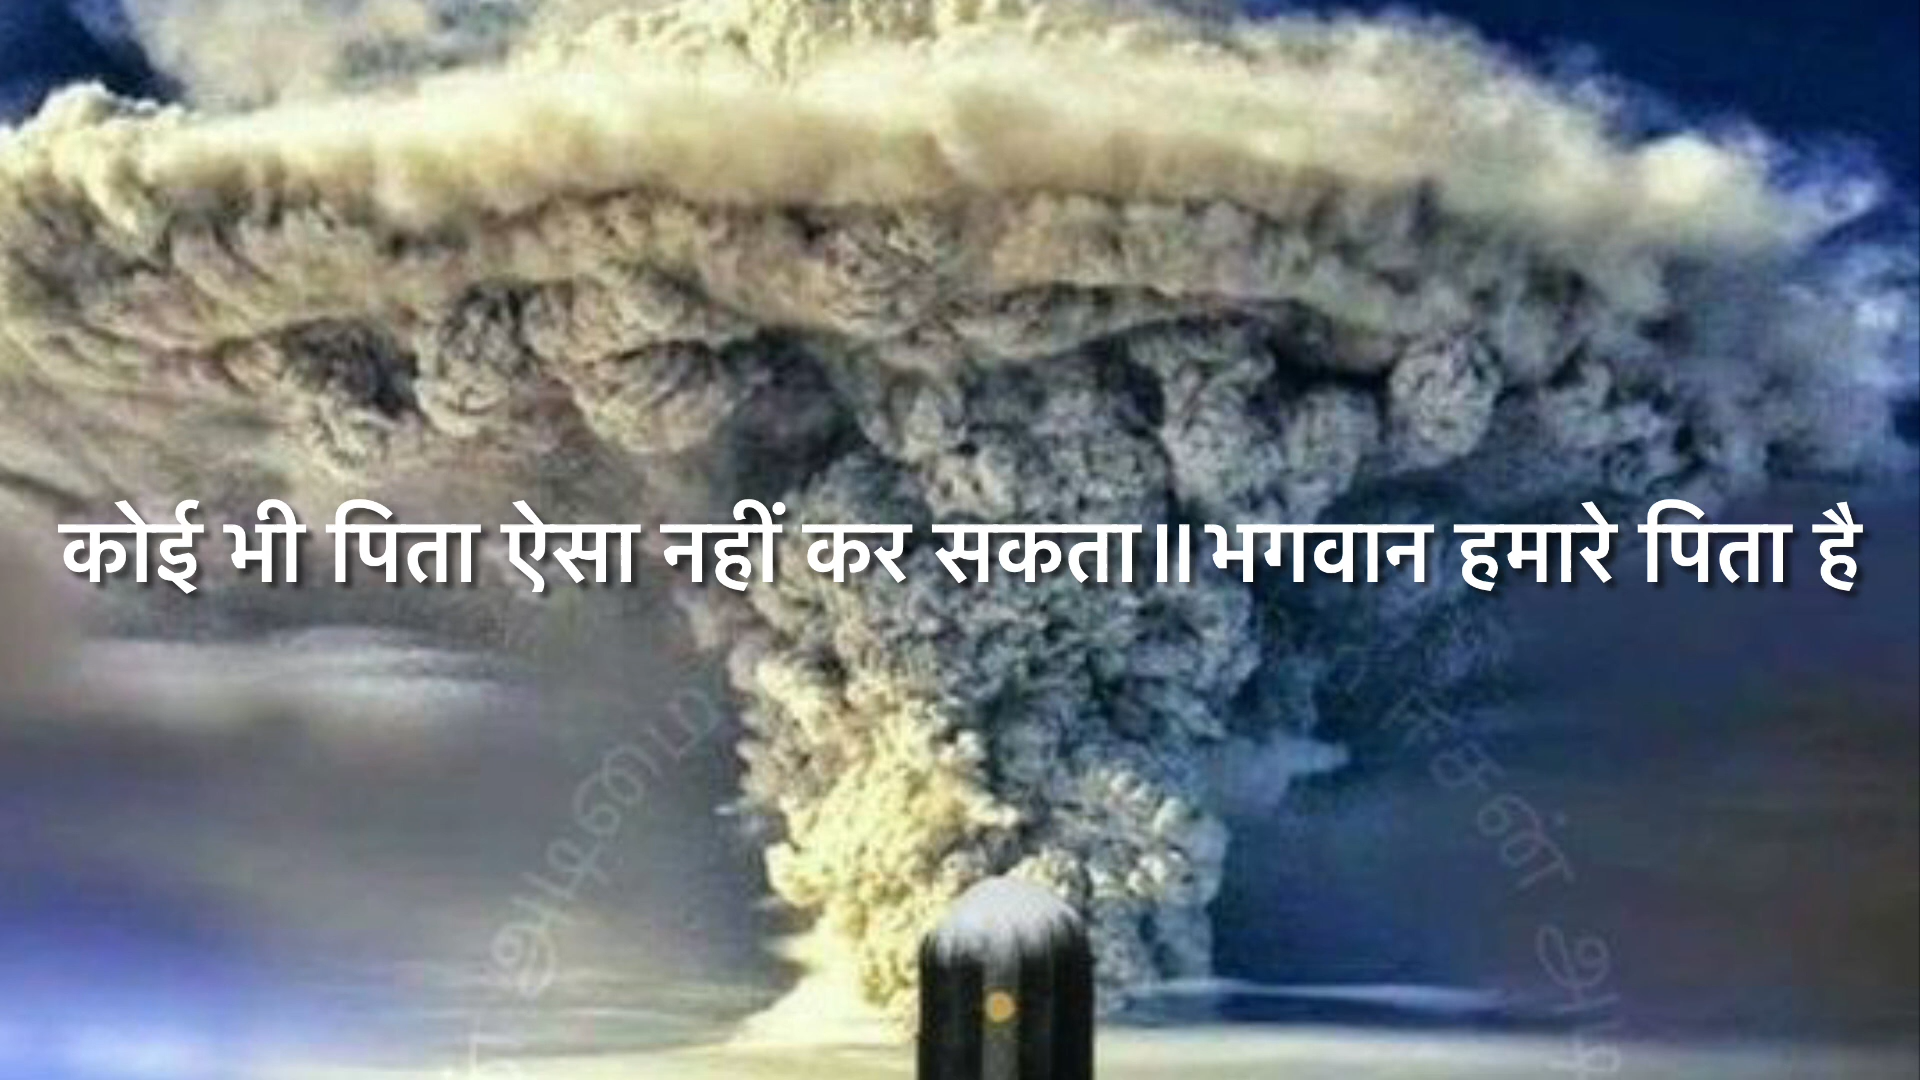 कोई भी पिता ऐसा नहीं कर सकता॥भगवान हमारे पिता है